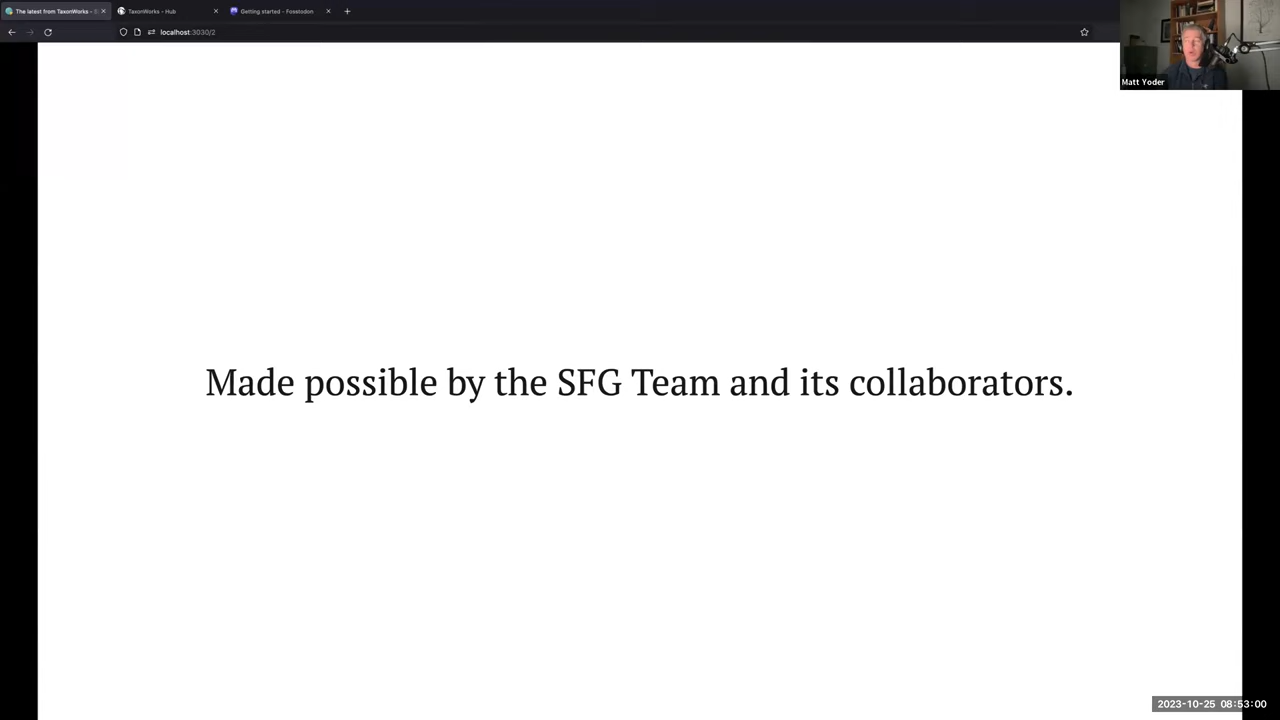 The latest from TaxonWorks -
TaxonWorks - Hub
Getting started - Foselodon
localhost:3030/2
Matt Yoder
Made possible by the SFG Team and its collaborators.
2023-10-25 08:53:00